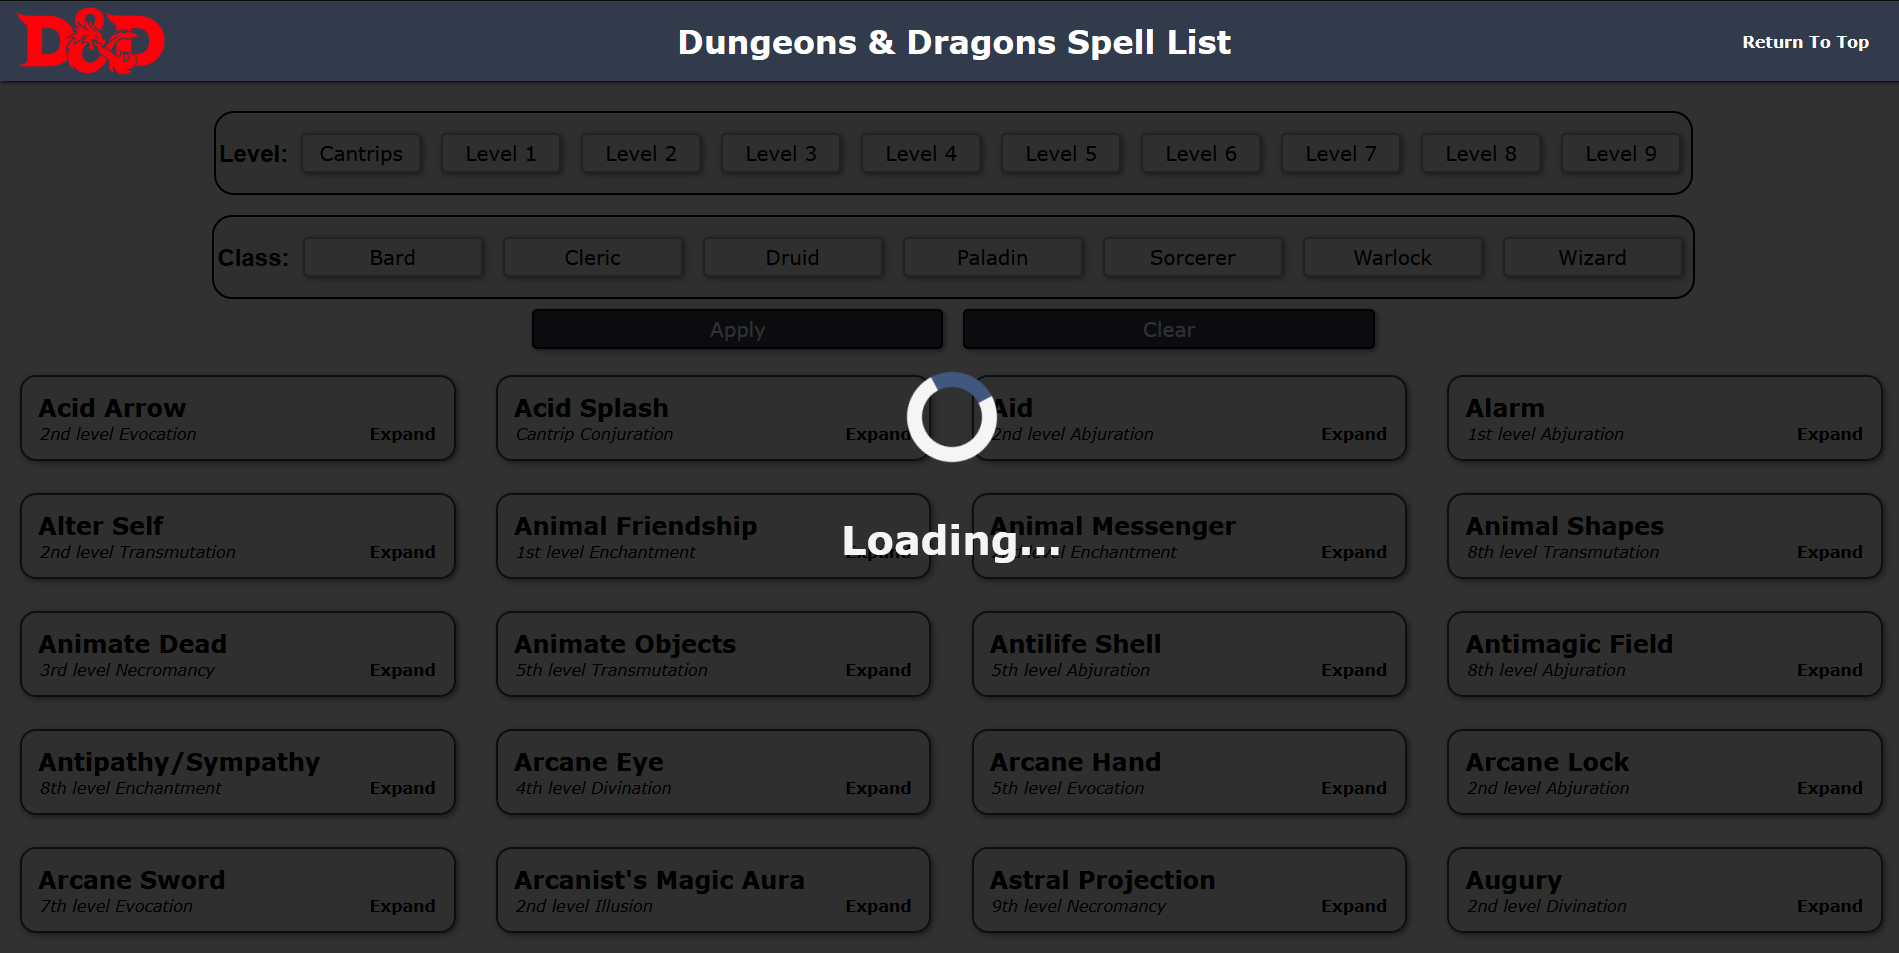 D&D Dungeons & Dragons Spell List Return To Top
Level: Cantrips Level 1 Level 2 Level 3 Level 4 Level 5 Level 6 Level 7 Level 8 Level 9
Class: Bard Cleric Druid Paladin Sorcerer Warlock Wizard
Apply Clear
Acid Arrow
2nd level Evocation Expand
Acid Splash
Cantrip Conjuration Expand
Aid
2nd level Abjuration Expand
Alarm
1st level Abjuration Expand
Loading...
Alter Self
2nd level Transmutation Expand
Animal Friendship
1st level Enchantment Expand
Animal Messenger
level Enchantment Expand
Animal Shapes
8th level Transmutation Expand
Animate Dead
3rd level Necromancy Expand
Animate Objects
5th level Transmutation Expand
Antilife Shell
5th level Abjuration Expand
Antimagic Field
8th level Abjuration Expand
Antipathy/Sympathy
8th level Enchantment Expand
Arcane Eye
4th level Divination Expand
Arcane Hand
5th level Evocation Expand
Arcane Lock
2nd level Abjuration Expand
Arcane Sword
7th level Evocation Expand
Arcanist's Magic Aura
2nd level Illusion Expand
Astral Projection
9th level Necromancy Expand
Augury
2nd level Divination Expand